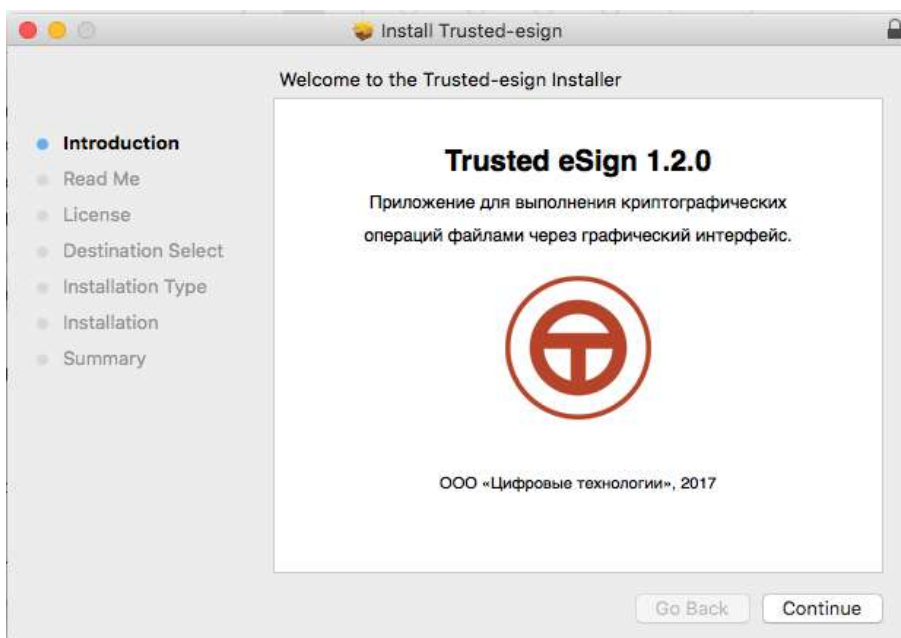 Install Trusted-esign
Welcome to the Trusted-esign Installer
Introduction
Read Me
License
Destination Select
Installation Type
Installation
Summary
Trusted eSign 1.2.0
Приложение для выполнения криптографических
операций файлами через графический интерфейс.
ООО «Цифровые технологии», 2017
Go Back
Continue